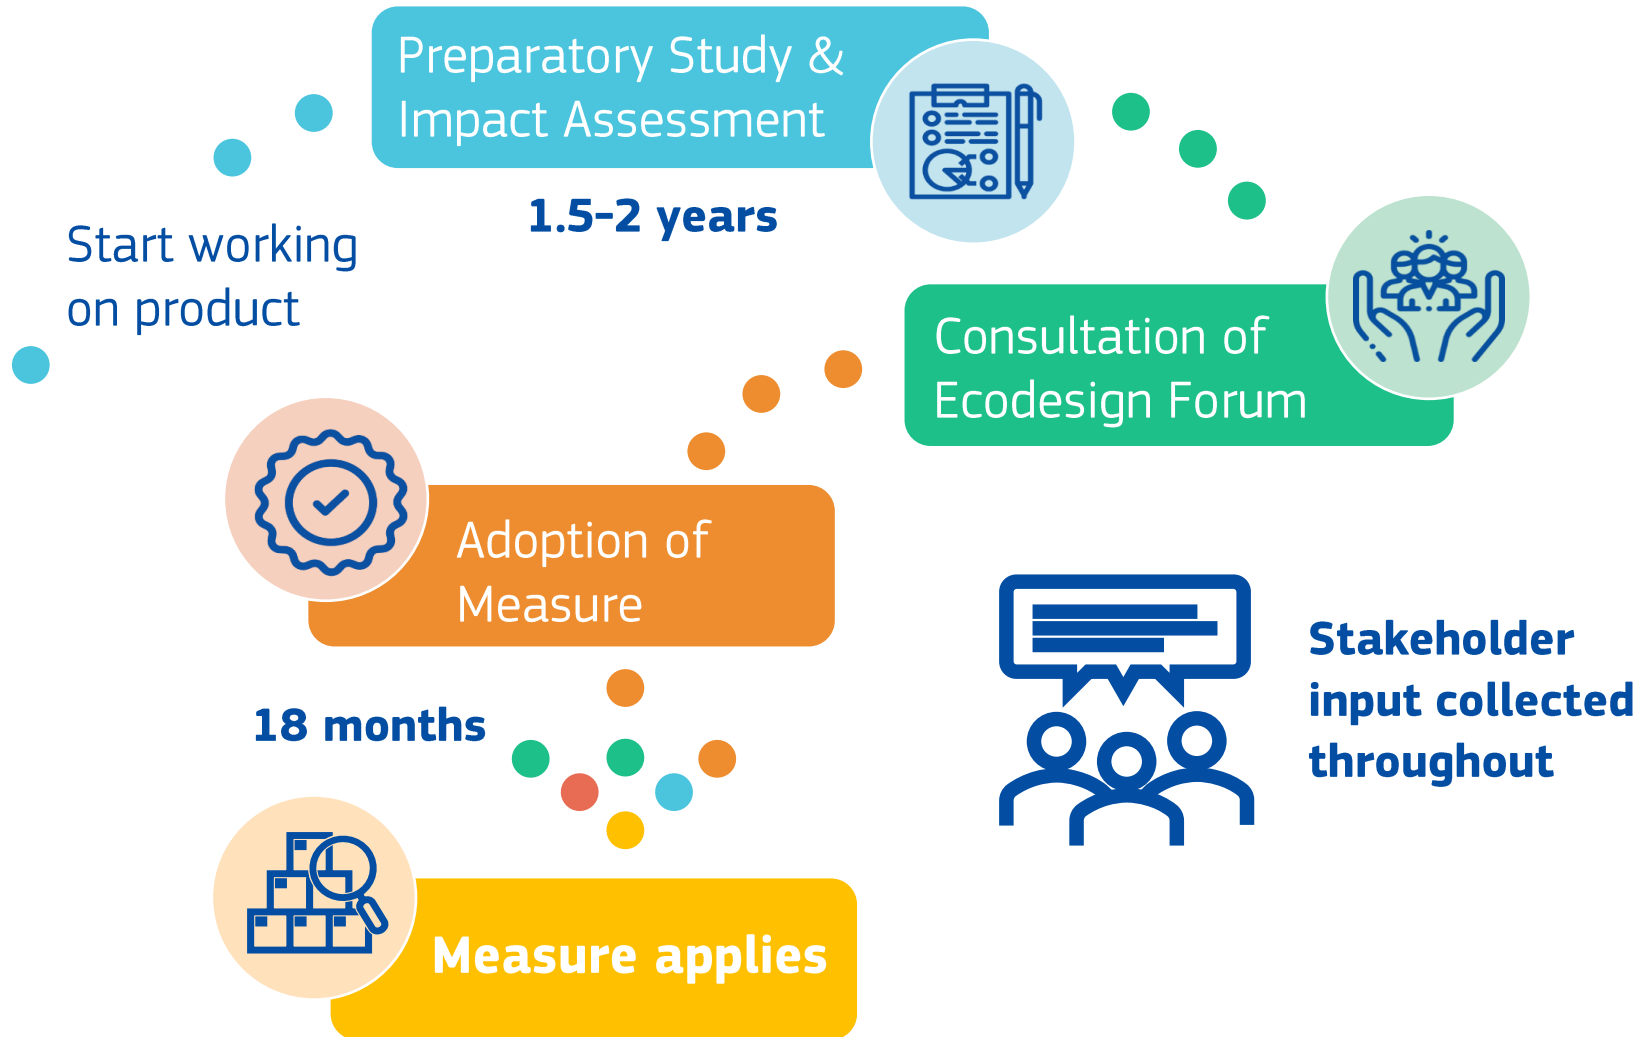 Preparatory Study &
Impact Assessment
1.5-2 years
Start working
on product
Consultation of
Ecodesign Forum
Adoption of
Measure
18 months
Stakeholder
input collected
throughout
Measure applies